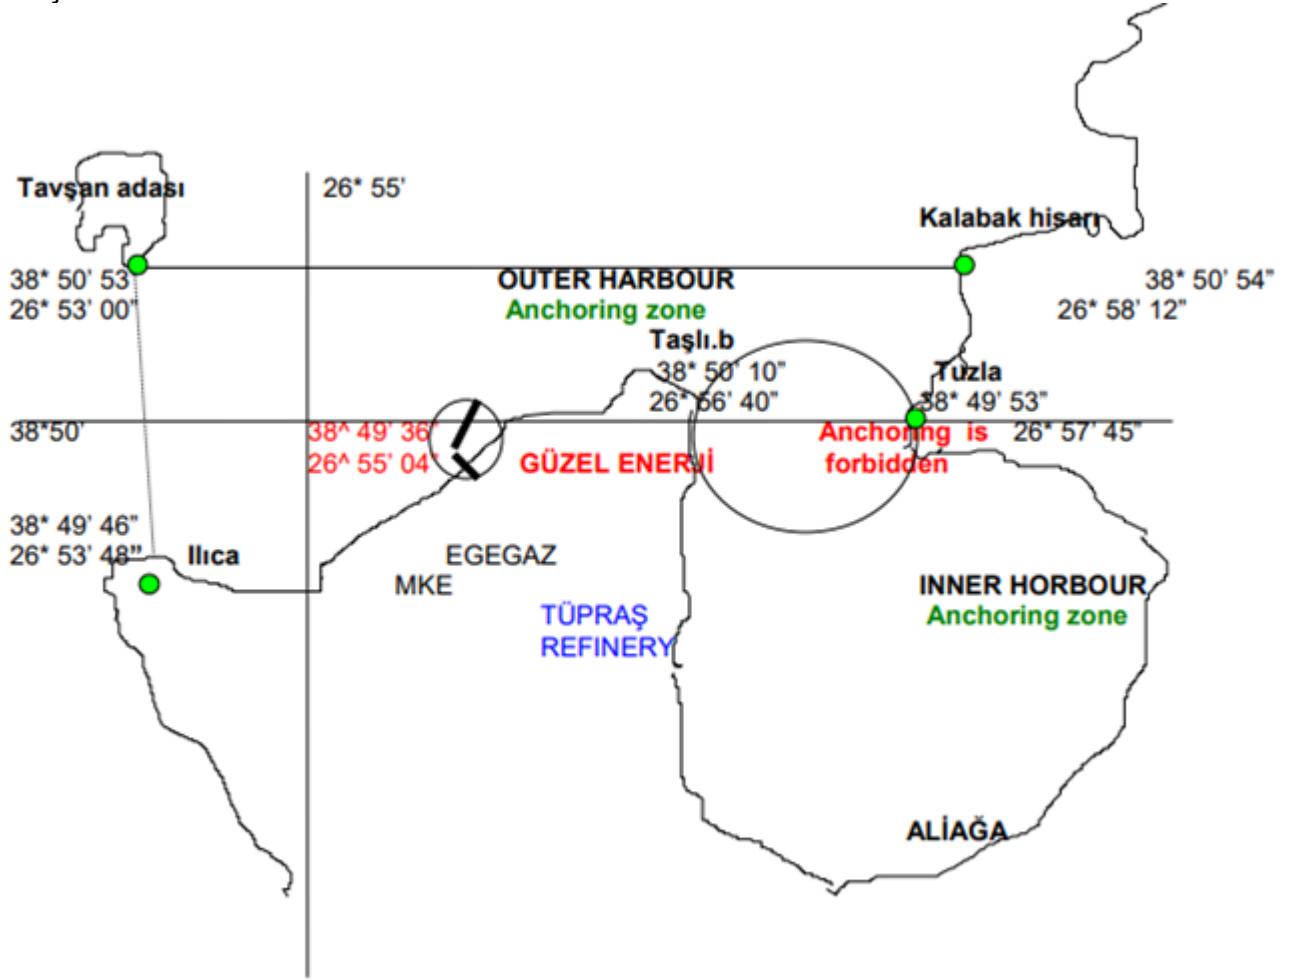 Tavşan adası
26* 55’
Kalabak hisarı
38* 50’ 53
26* 53’ 00”
OUTER HARBOUR
Anchoring zone
38* 50’ 54”
26* 58’ 12”
Taşlı.b
38* 50’ 10”
26* 56’ 40”
Tuzla
38* 49’ 53”
26* 57’ 45”
38*50’
38^ 49’ 36”
26^ 55’ 04”
GÜZEL ENERJİ
Anchoring is
forbidden
38* 49’ 46”
26* 53’ 48”
Ilıca
EGEGAZ
MKE
TÜPRAŞ
REFINERY
INNER HORBOUR
Anchoring zone
ALİAĞA